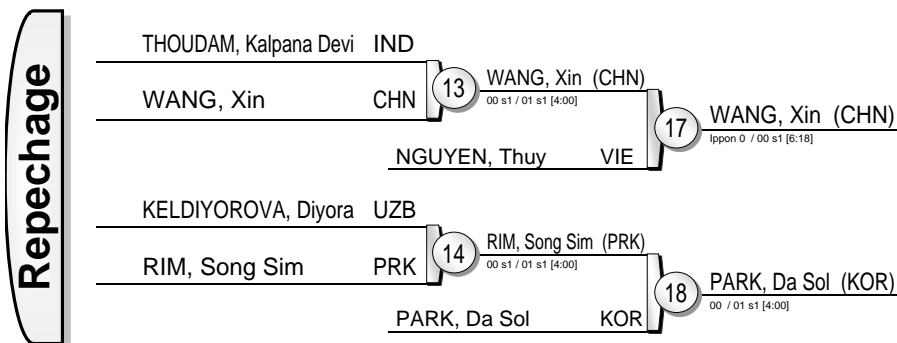 Repechage
THOUDAM, Kalpana Devi IND
WANG, Xin CHN
13
WANG, Xin (CHN)
00 s1 / 01 s1 [4:00]
NGUYEN, Thuy VIE
17
WANG, Xin (CHN)
Ippon 0 / 00 s1 [6:18]
KELDIYOROVA, Diyora UZB
RIM, Song Sim PRK
14
RIM, Song Sim (PRK)
00 s1 / 01 s1 [4:00]
PARK, Da Sol KOR
18
PARK, Da Sol (KOR)
00 / 01 s1 [4:00]